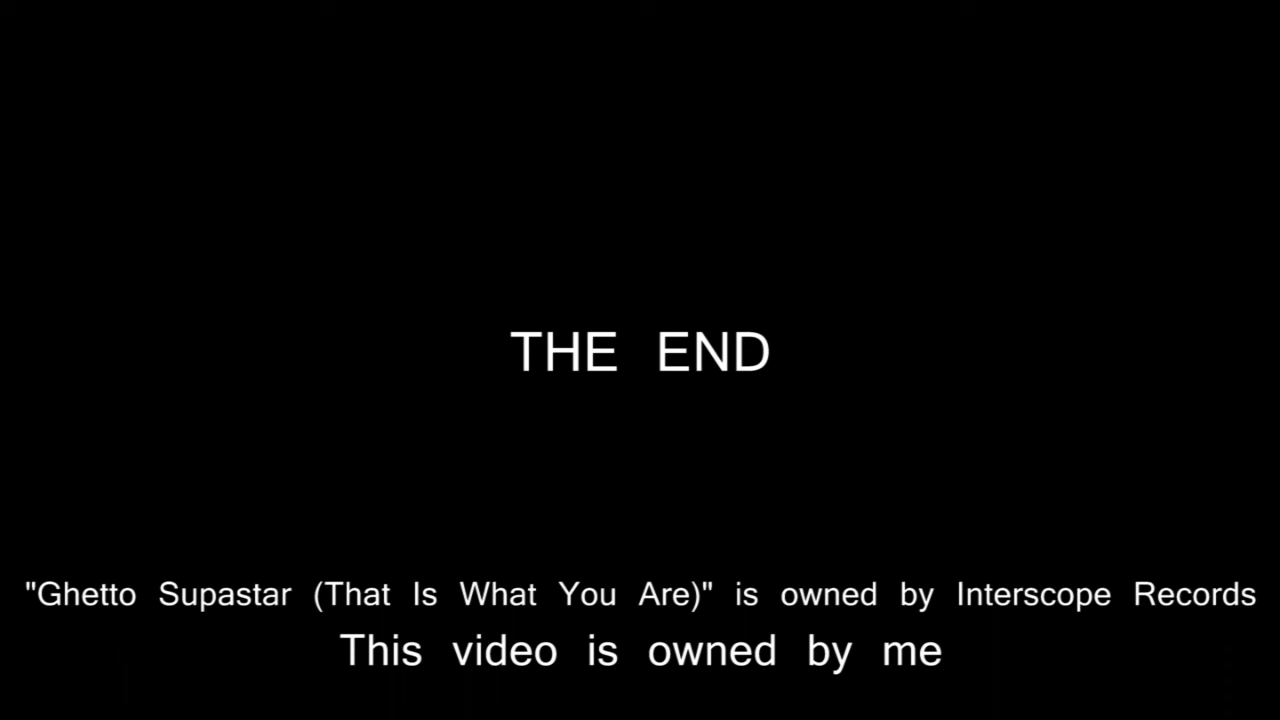 THE END
"Ghetto Supastar (That Is What You Are)" is owned by Interscope Records
This video is owned by me